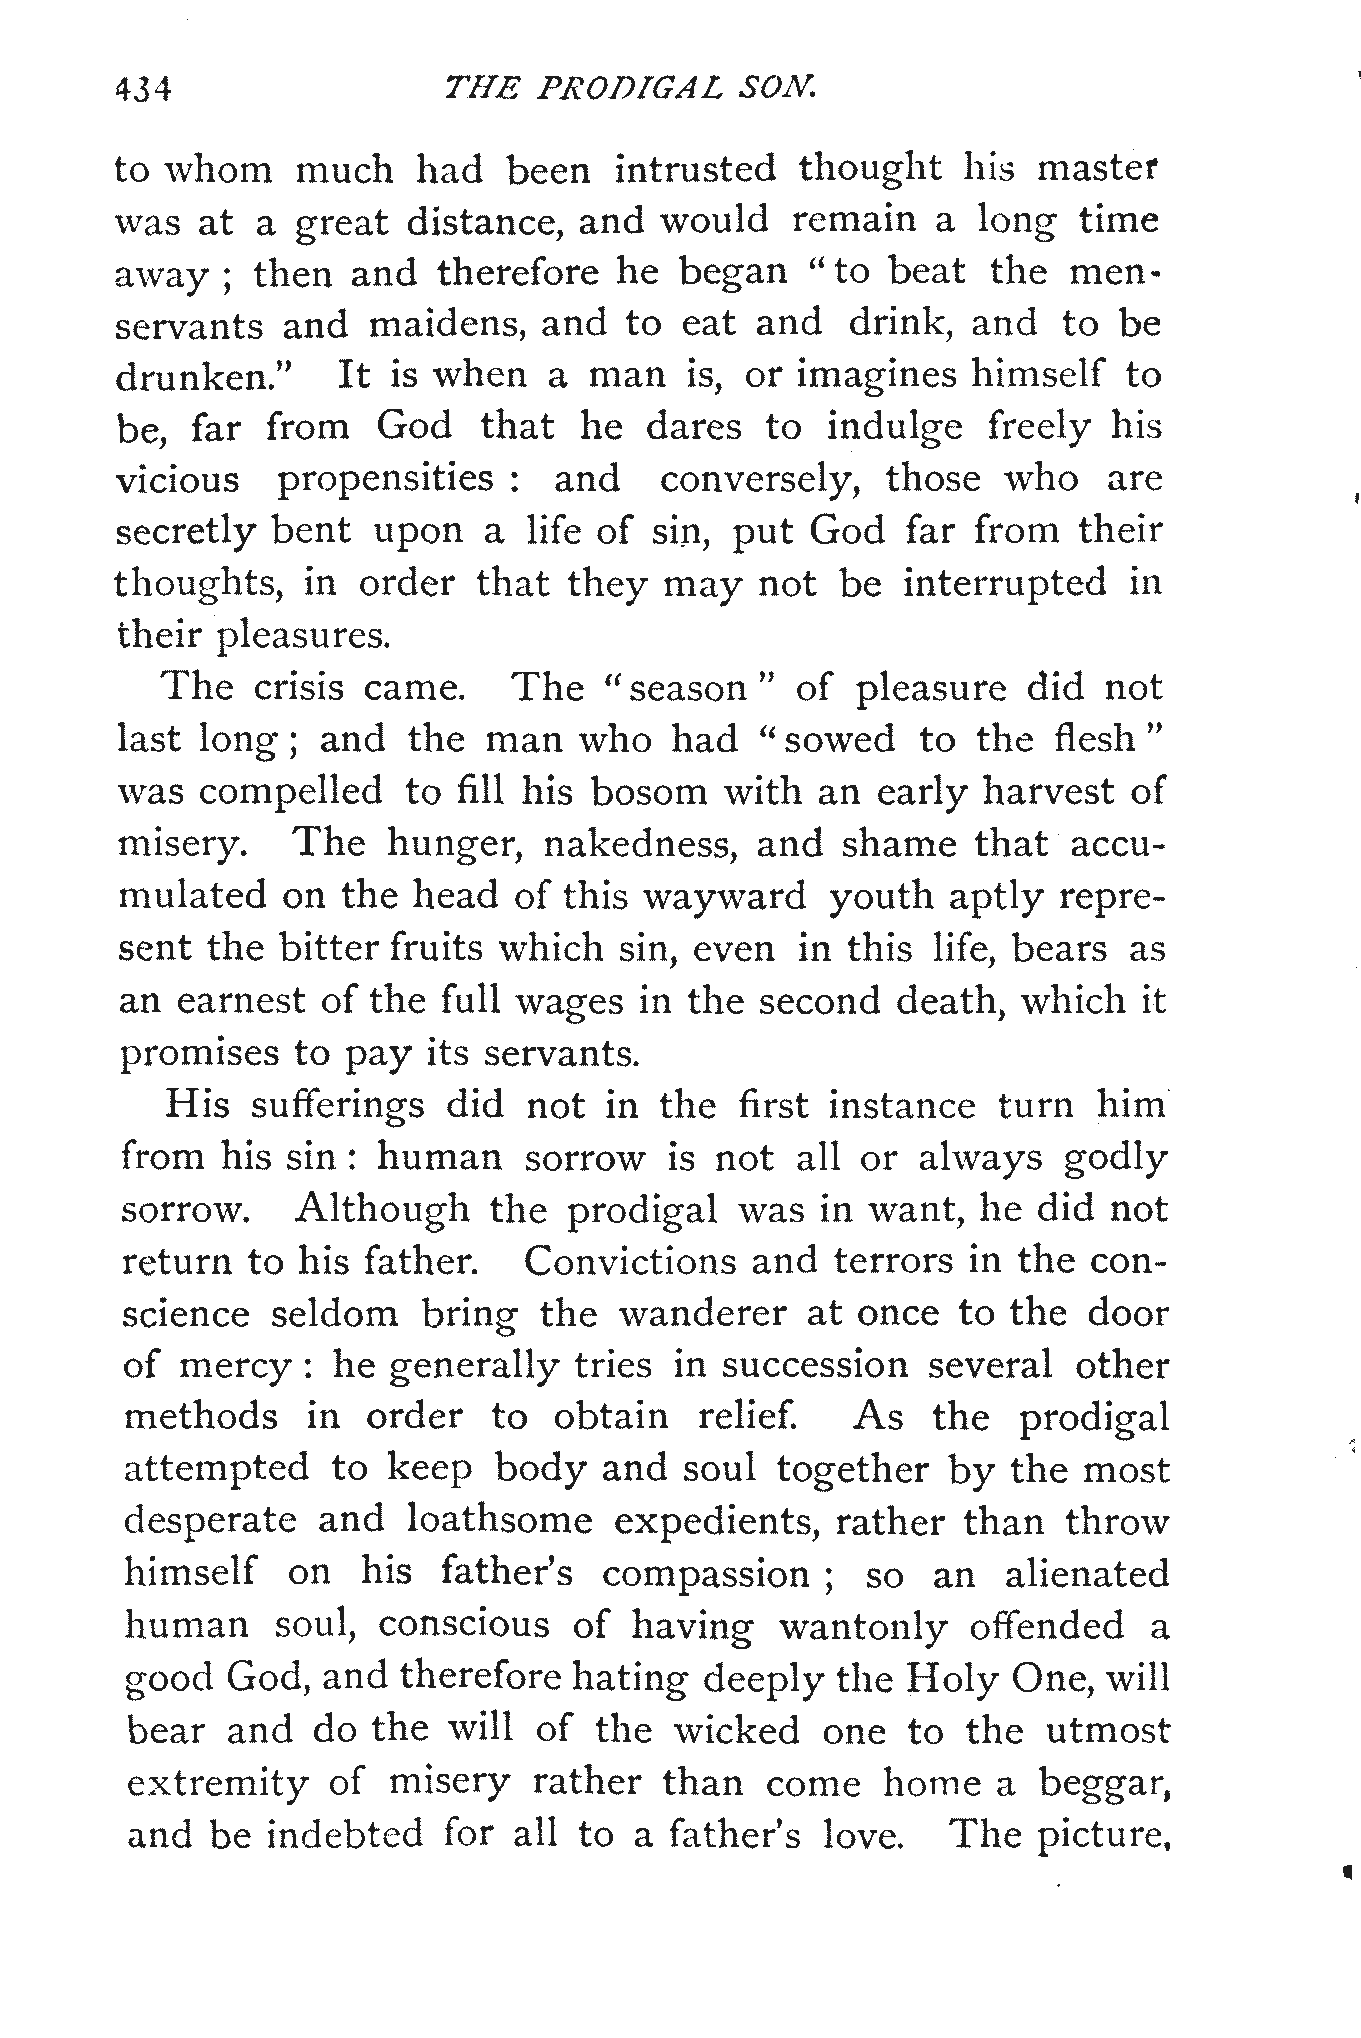 434 THE PRODIGAL SON.
to whom much had been intrusted thought his master
was at a great distance, and would remain a long time
away ; then and therefore he began “ to beat the men-
servants and maidens, and to eat and drink, and to be
drunken.” It is when a man is, or imagines himself to
be, far from God that he dares to indulge freely his
vicious propensities : and conversely, those who are
secretly bent upon a life of sin, put God far from their
thoughts, in order that they may not be interrupted in
their pleasures.
The crisis came. The “ season ” of pleasure did not
last long ; and the man who had “ sowed to the flesh ”
was compelled to fill his bosom with an early harvest of
misery. The hunger, nakedness, and shame that accu-
mulated on the head of this wayward youth aptly repre-
sent the bitter fruits which sin, even in this life, bears as
an earnest of the full wages in the second death, which it
promises to pay its servants.
His sufferings did not in the first instance turn him
from his sin : human sorrow is not all or always godly
sorrow. Although the prodigal was in want, he did not
return to his father. Convictions and terrors in the con-
science seldom bring the wanderer at once to the door
of mercy : he generally tries in succession several other
methods in order to obtain relief. As the prodigal
attempted to keep body and soul together by the most
desperate and loathsome expedients, rather than throw
himself on his father’s compassion ; so an alienated
human soul, conscious of having wantonly offended a
good God, and therefore hating deeply the Holy One, will
bear and do the will of the wicked one to the utmost
extremity of misery rather than come home a beggar,
and be indebted for all to a father’s love. The picture,